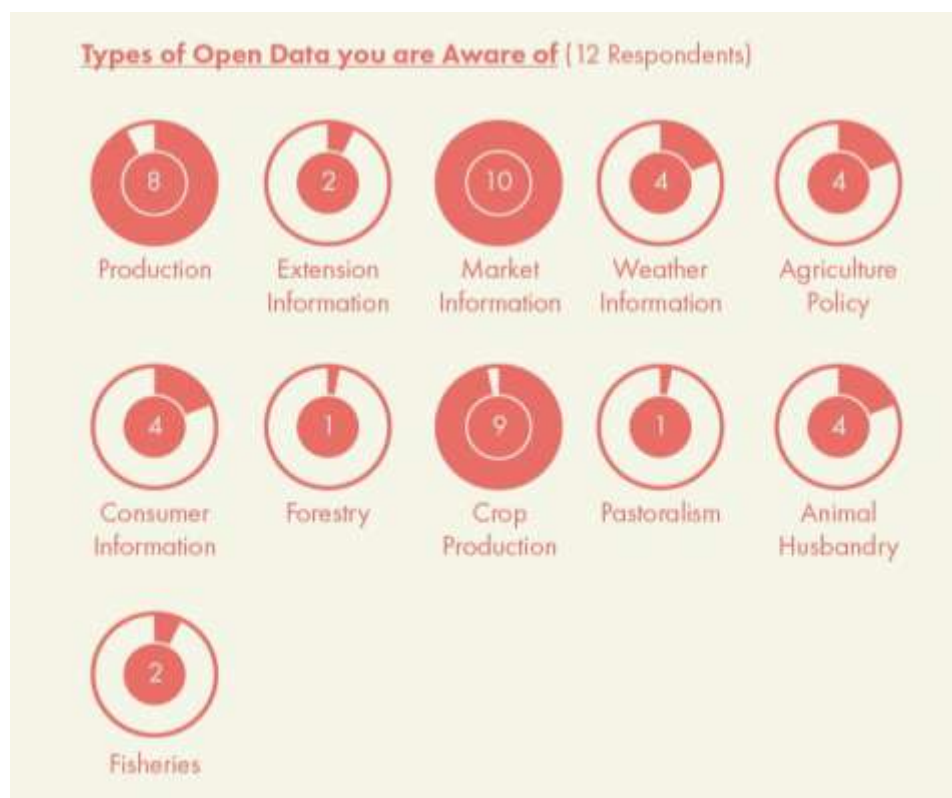 Types of Open Data you are Aware of (12 Respondents)
8
2
10
4
4
Production
Extension
Information
Market
Information
Weather
Information
Agriculture
Policy
4
1
9
1
4
Consumer
Information
Forestry
Crop
Production
Pastoralism
Animal
Husbandry
2
Fisheries